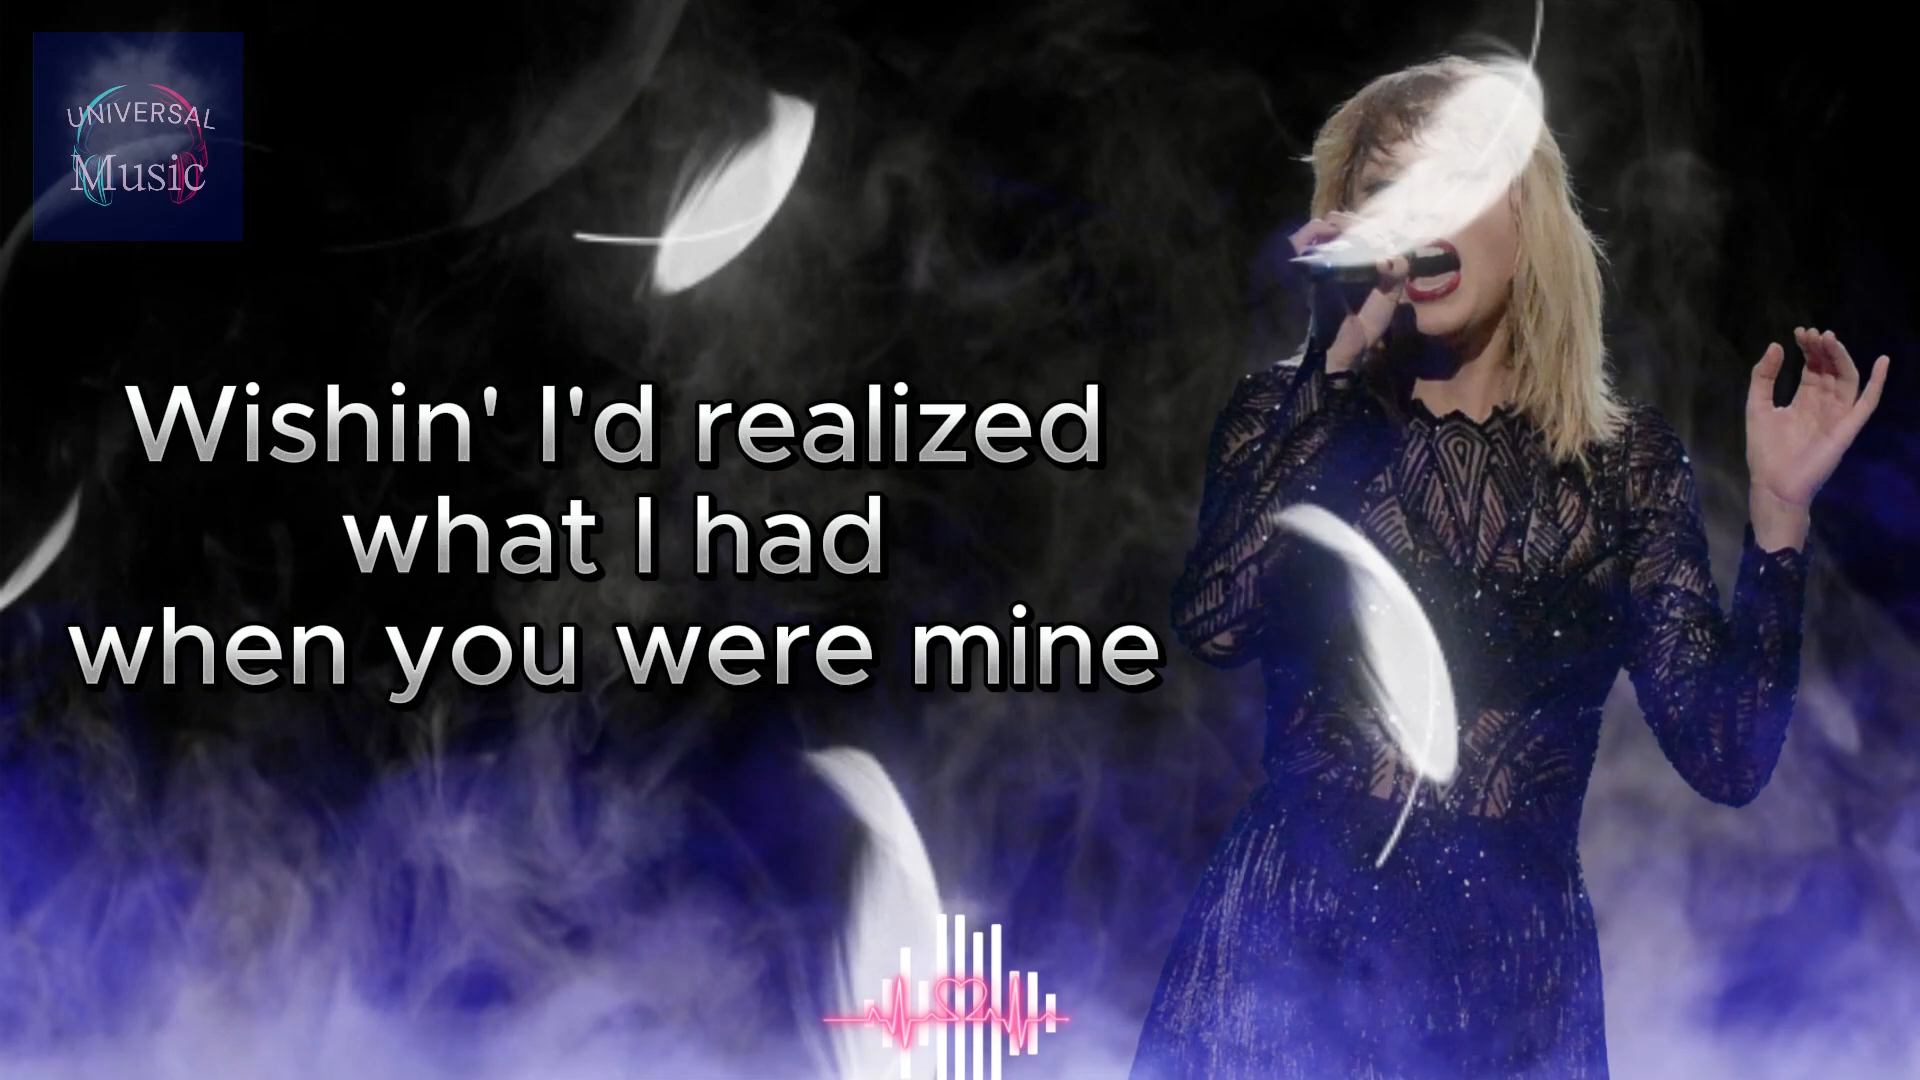 UNIVERSAL
Music
Wishin' I'd realized
what I had
when you were mine